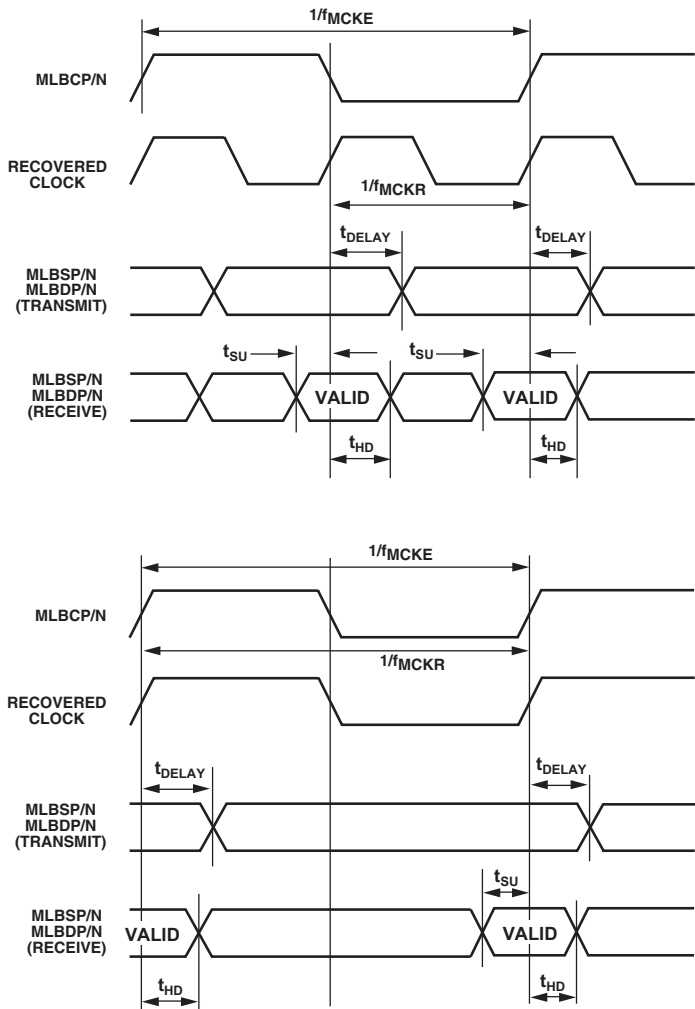 1/fMCKE
MLBCP/N
RECOVERED
CLOCK
1/fMCKR
tDELAY
tDELAY
MLBSP/N
MLBDP/N
(TRANSMIT)
tSU
tSU
MLBSP/N
MLBDP/N
(RECEIVE)
VALID
VALID
tHD
tHD
1/fMCKE
MLBCP/N
1/fMCKR
RECOVERED
CLOCK
tDELAY
tDELAY
MLBSP/N
MLBDP/N
(TRANSMIT)
tSU
MLBSP/N
MLBDP/N
(RECEIVE)
VALID
VALID
tHD
tHD